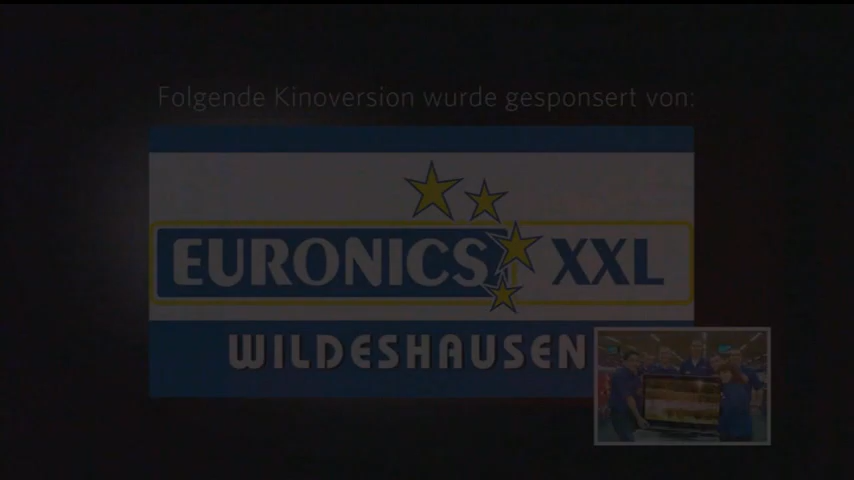 Folgende Kinoversion wurde gesponsert von:
EURONICS XXL
WILDESHAUSEN